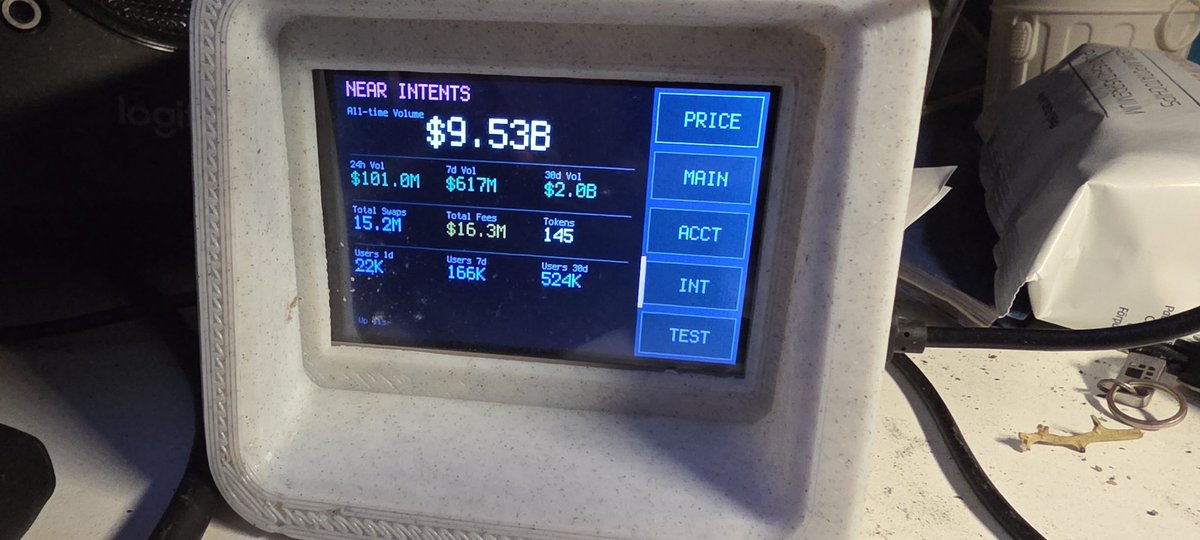 NEAR INTENTS
All-time Volume
$9.53B
24h Vol 7d Vol 30d Vol
$101.0M $617M $2.0B
Total Swaps Total Fees Tokens
15.2M $16.3M 145
Users 1d Users 7d Users 30d
22K 166K 524K
Up
PRICE
MAIN
ACCT
INT
TEST
logi